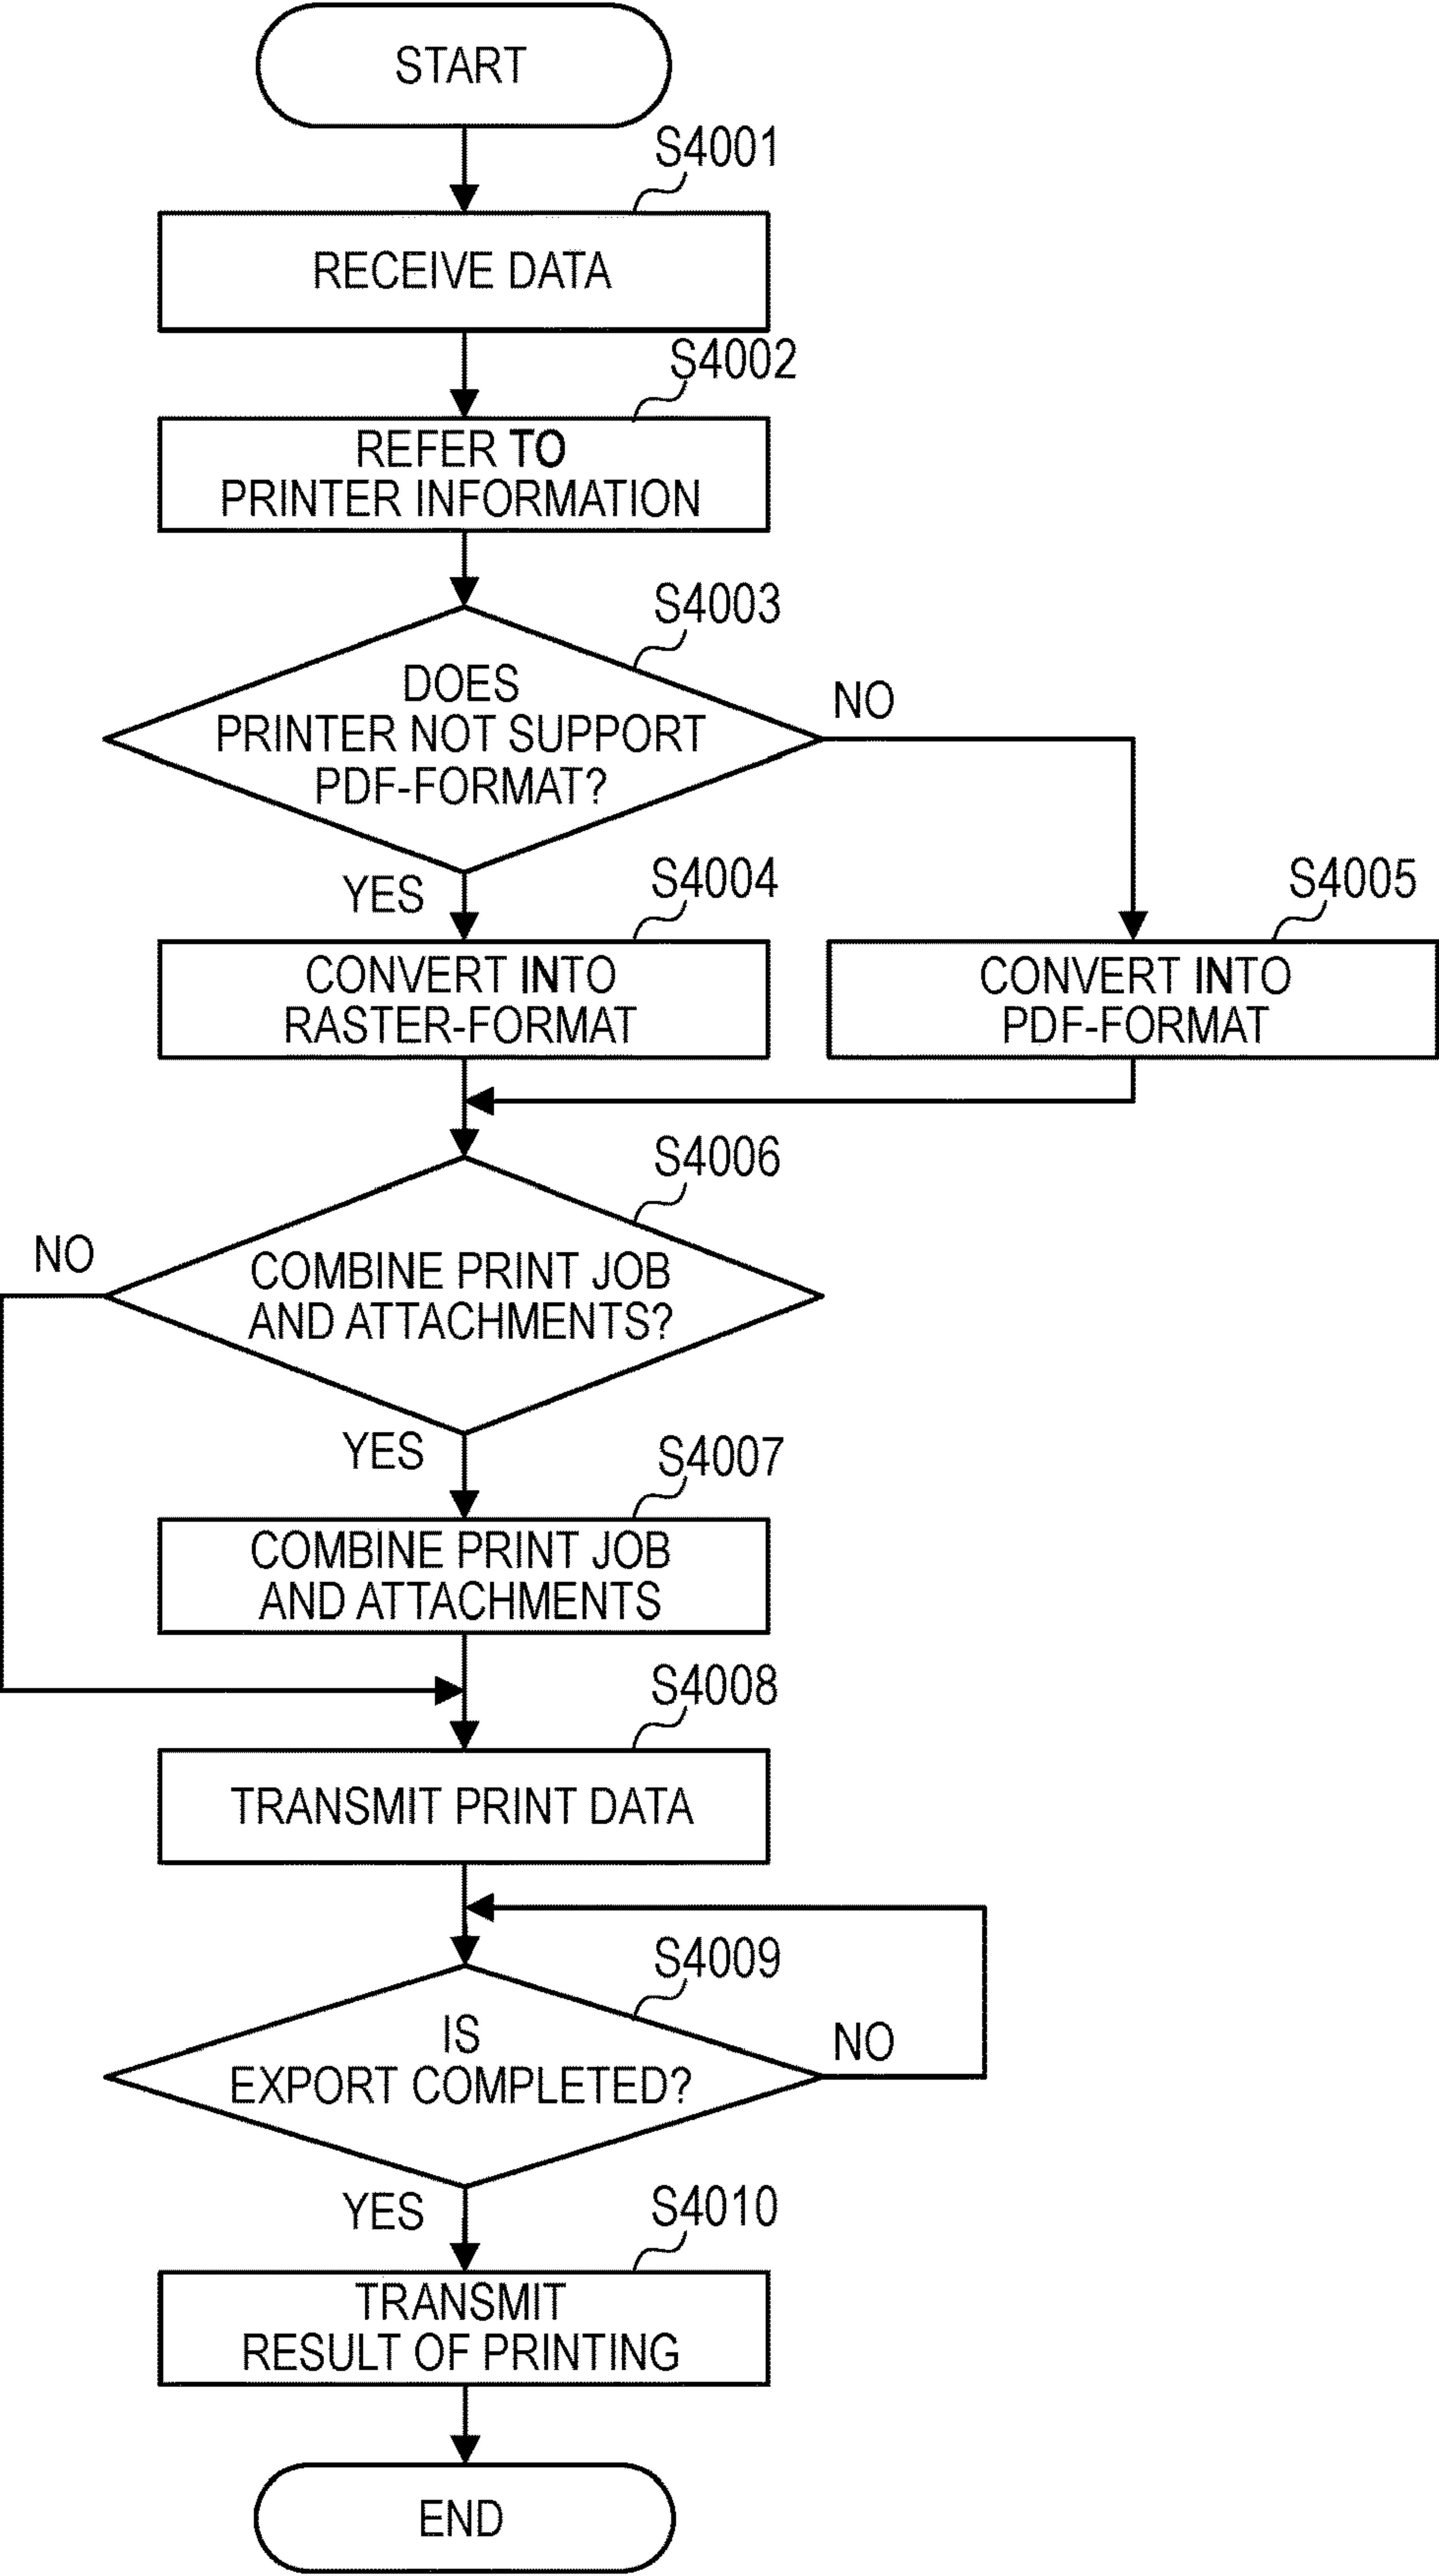 START
S4001
RECEIVE DATA
S4002
REFER TO
PRINTER INFORMATION
S4003
DOES
PRINTER NOT SUPPORT
PDF-FORMAT?
NO
YES
S4004
S4005
CONVERT INTO
RASTER-FORMAT
CONVERT INTO
PDF-FORMAT
S4006
NO
COMBINE PRINT JOB
AND ATTACHMENTS?
YES
S4007
COMBINE PRINT JOB
AND ATTACHMENTS
S4008
TRANSMIT PRINT DATA
S4009
IS
EXPORT COMPLETED?
NO
YES
S4010
TRANSMIT
RESULT OF PRINTING
END